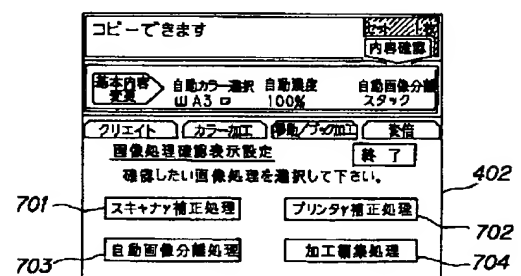 コピーできます
内容確認
基本内容 変更
自動カラー選択 自動濃度 自動画像分離
A3 100% スタック
クリエイト カラー加工 移動/ブック加工 変倍
画像処理確認表示設定 終了
確認したい画像処理を選択して下さい。
402
701 スキャナγ補正処理 プリンタγ補正処理 702
703 自動画像分離処理 加工編集処理 704